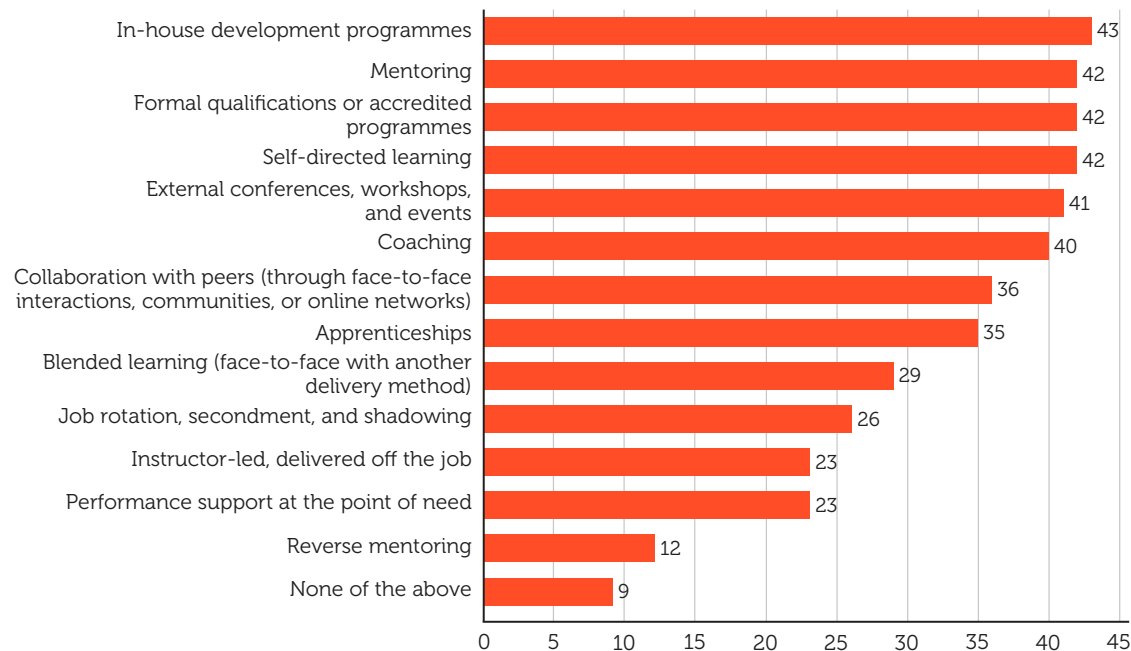 In-house development programmes
43
Mentoring
42
Formal qualifications or accredited
programmes
42
Self-directed learning
42
External conferences, workshops,
and events
41
Coaching
40
Collaboration with peers (through face-to-face
interactions, communities, or online networks)
36
Apprenticeships
35
Blended learning (face-to-face with another
delivery method)
29
Job rotation, secondment, and shadowing
26
Instructor-led, delivered off the job
23
Performance support at the point of need
23
Reverse mentoring
12
None of the above
9
0 5 10 15 20 25 30 35 40 45